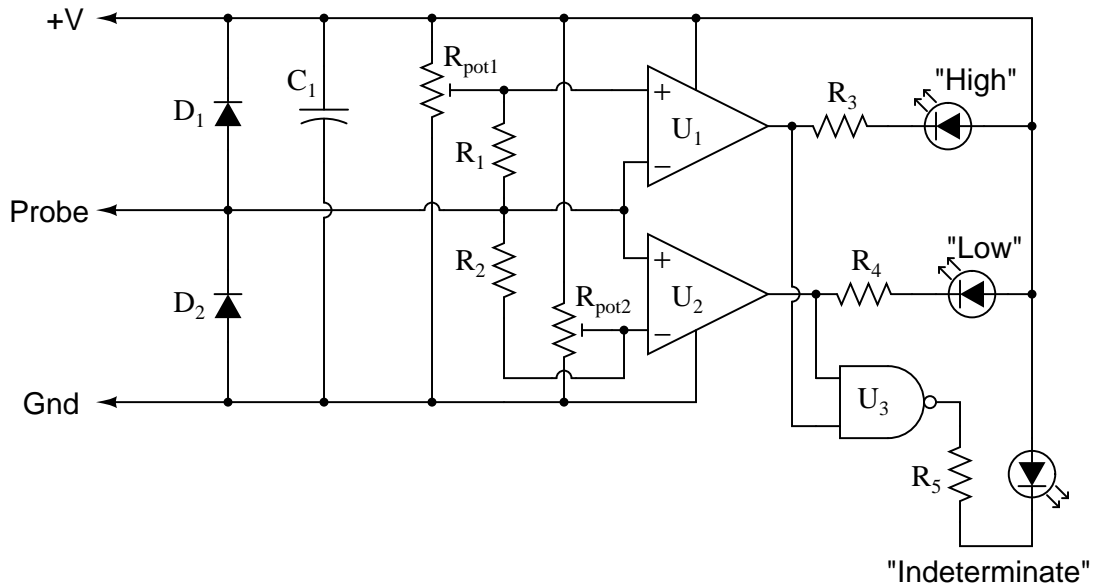 +V
Rpot1
"High"
C1
R3
D1
+
U1
R1
−
Probe
"Low"
R2
R4
+
Rpot2
U2
D2
−
Gnd
U3
R5
"Indeterminate"